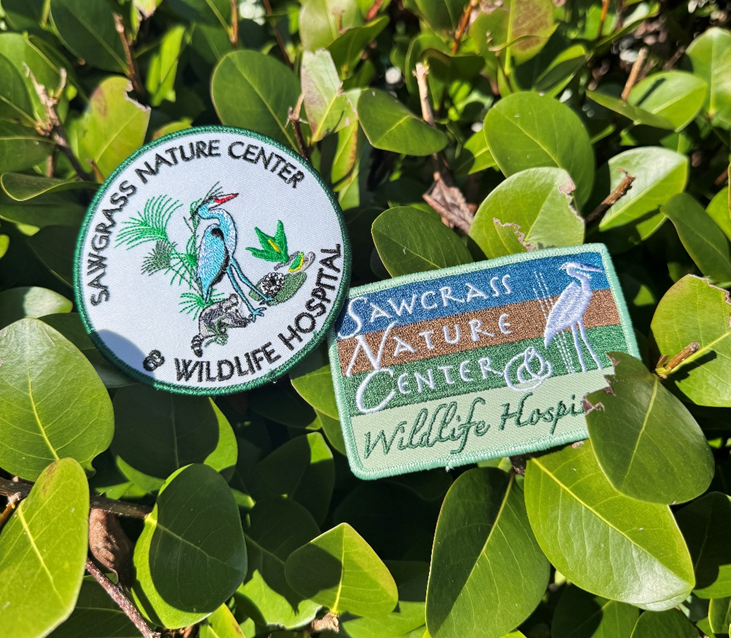 SAWGRASS NATURE CENTER
& WILDLIFE HOSPITAL
SAWGRASS
NATURE
CENTER &
Wildlife Hospi